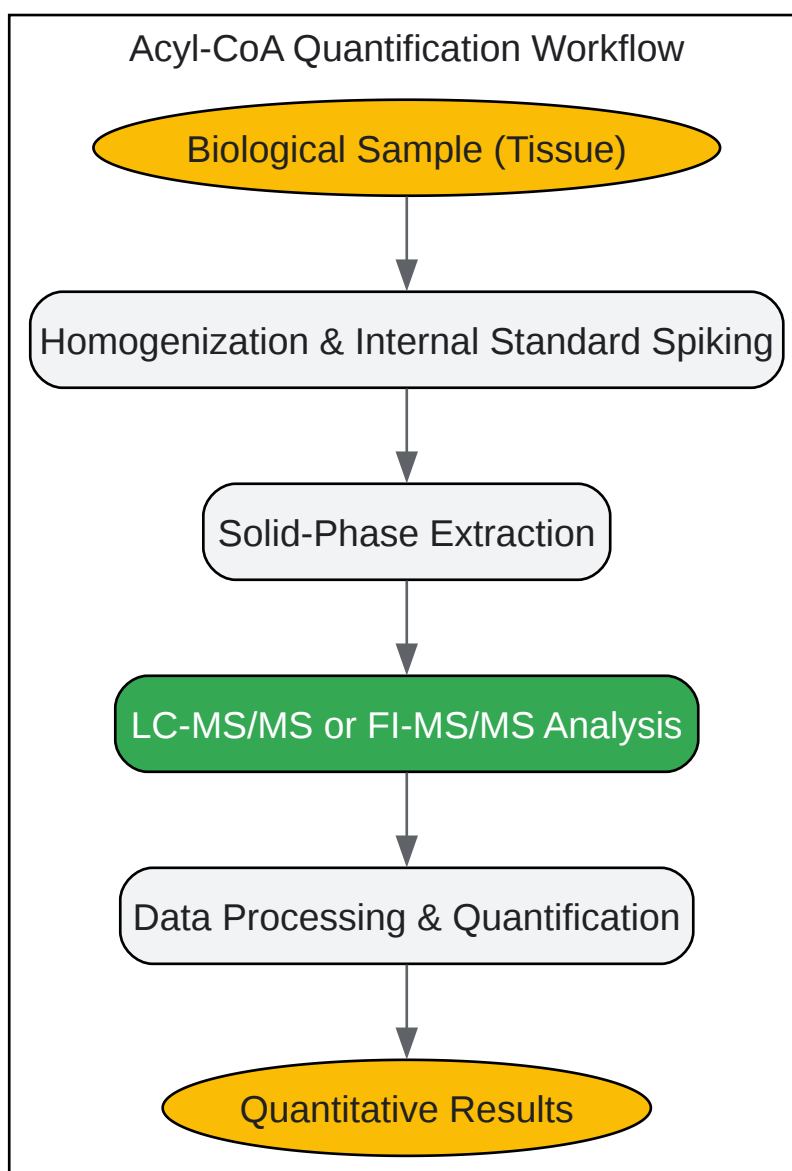 Acyl-CoA Quantification Workflow
Biological Sample (Tissue)
Homogenization & Internal Standard Spiking
Solid-Phase Extraction
LC-MS/MS or FI-MS/MS Analysis
Data Processing & Quantification
Quantitative Results